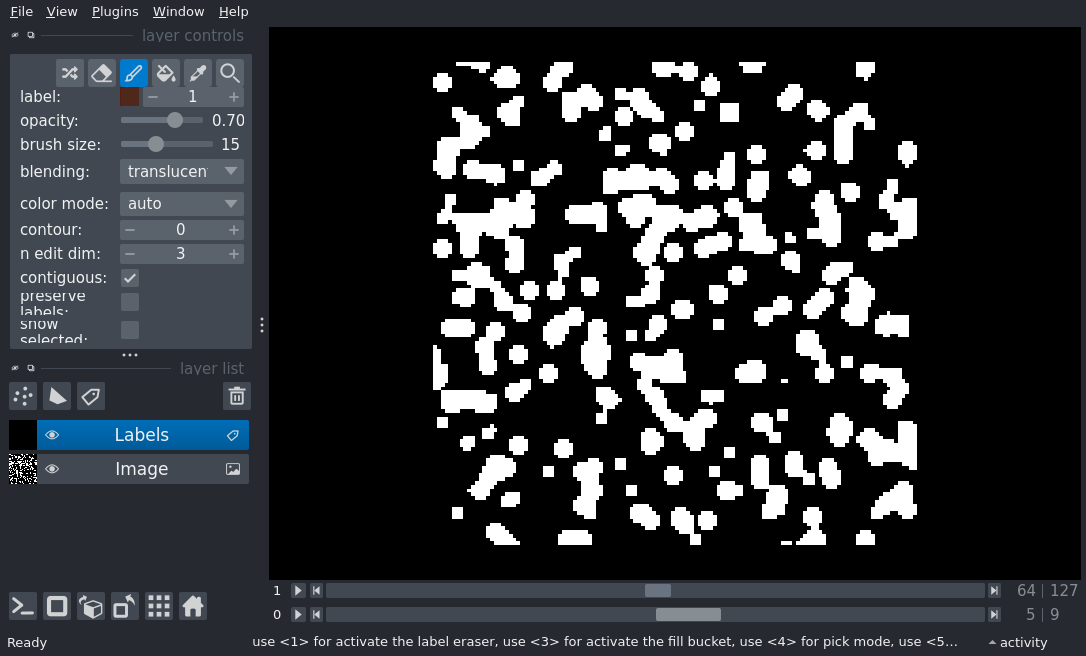 File View Plugins Window Help
layer controls
label: 1
opacity: 0.70
brush size: 15
blending: translucen
color mode: auto
contour: 0
n edit dim: 3
contiguous:
preserve
labels:
show
selected:
layer list
Labels
Image
1 64 | 127
0 5 | 9
Ready use <1> for activate the label eraser, use <3> for activate the fill bucket, use <4> for pick mode, use <5... activity